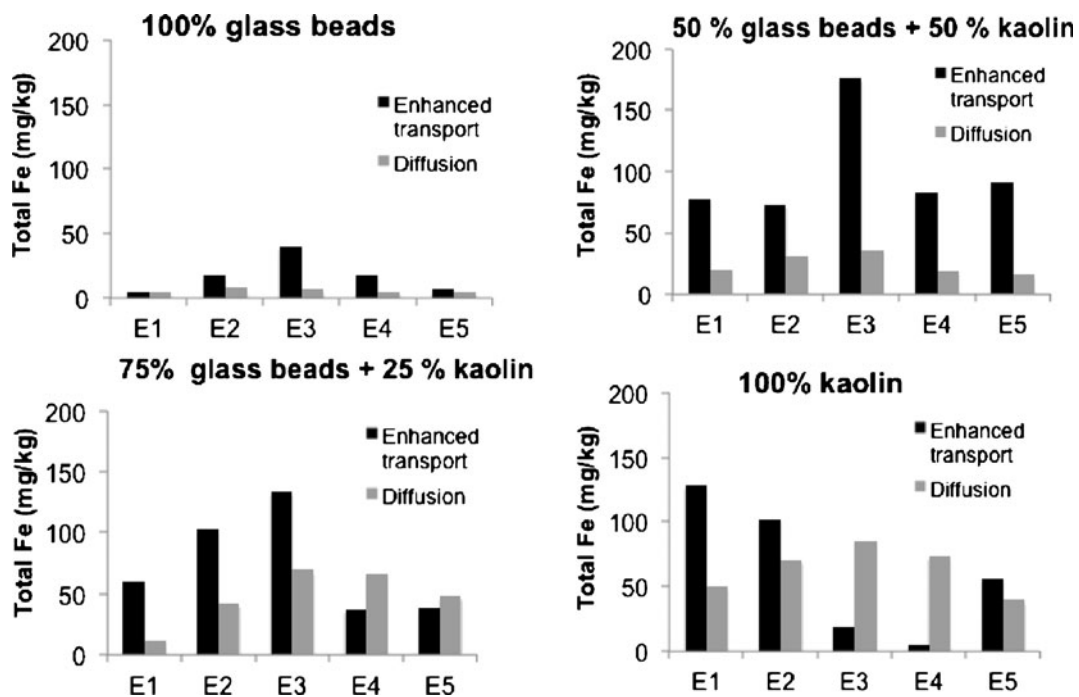 100% glass beads
Total Fe (mg/kg)
200
150
100
50
0
Enhanced
transport
Diffusion
E1 E2 E3 E4 E5
50 % glass beads + 50 % kaolin
Total Fe (mg/kg)
200
150
100
50
0
Enhanced
transport
Diffusion
E1 E2 E3 E4 E5
75% glass beads + 25 % kaolin
Total Fe (mg/kg)
200
150
100
50
0
Enhanced
transport
Diffusion
E1 E2 E3 E4 E5
100% kaolin
Total Fe (mg/kg)
200
150
100
50
0
Enhanced
transport
Diffusion
E1 E2 E3 E4 E5